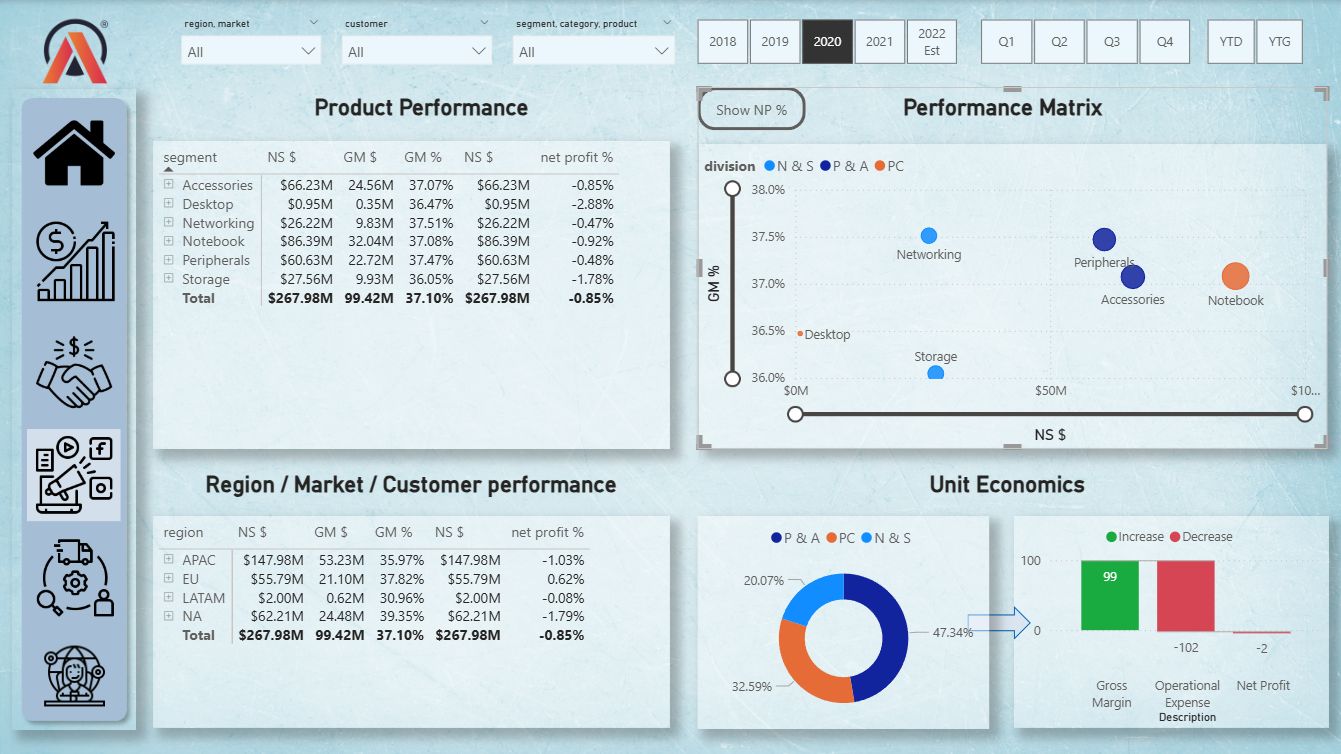 region, market
All
customer
All
segment, category, product
All
2018
2019
2020
2021
2022
Est
Q1
Q2
Q3
Q4
YTD
YTG
Product Performance
segment NS $ GM $ GM % NS $ net profit %
Accessories $66.23M 24.56M 37.07% $66.23M -0.85%
Desktop $0.95M 0.35M 36.47% $0.95M -2.88%
Networking $26.22M 9.83M 37.51% $26.22M -0.47%
Notebook $86.39M 32.04M 37.08% $86.39M -0.92%
Peripherals $60.63M 22.72M 37.47% $60.63M -0.48%
Storage $27.56M 9.93M 36.05% $27.56M -1.78%
Total $267.98M 99.42M 37.10% $267.98M -0.85%
Show NP %
Performance Matrix
division N & S P & A PC
GM %
38.0%
37.5%
37.0%
36.5%
36.0%
Networking
Peripherals
Accessories
Notebook
Desktop
Storage
$0M
$50M
$10...
NS $
Region / Market / Customer performance
region NS $ GM $ GM % NS $ net profit %
APAC $147.98M 53.23M 35.97% $147.98M -1.03%
EU $55.79M 21.10M 37.82% $55.79M 0.62%
LATAM $2.00M 0.62M 30.96% $2.00M -0.08%
NA $62.21M 24.48M 39.35% $62.21M -1.79%
Total $267.98M 99.42M 37.10% $267.98M -0.85%
Unit Economics
P & A PC N & S
20.07%
47.34%
32.59%
Increase Decrease
100
0
99
-102
-2
Gross
Margin
Operational
Expense
Net Profit
Description